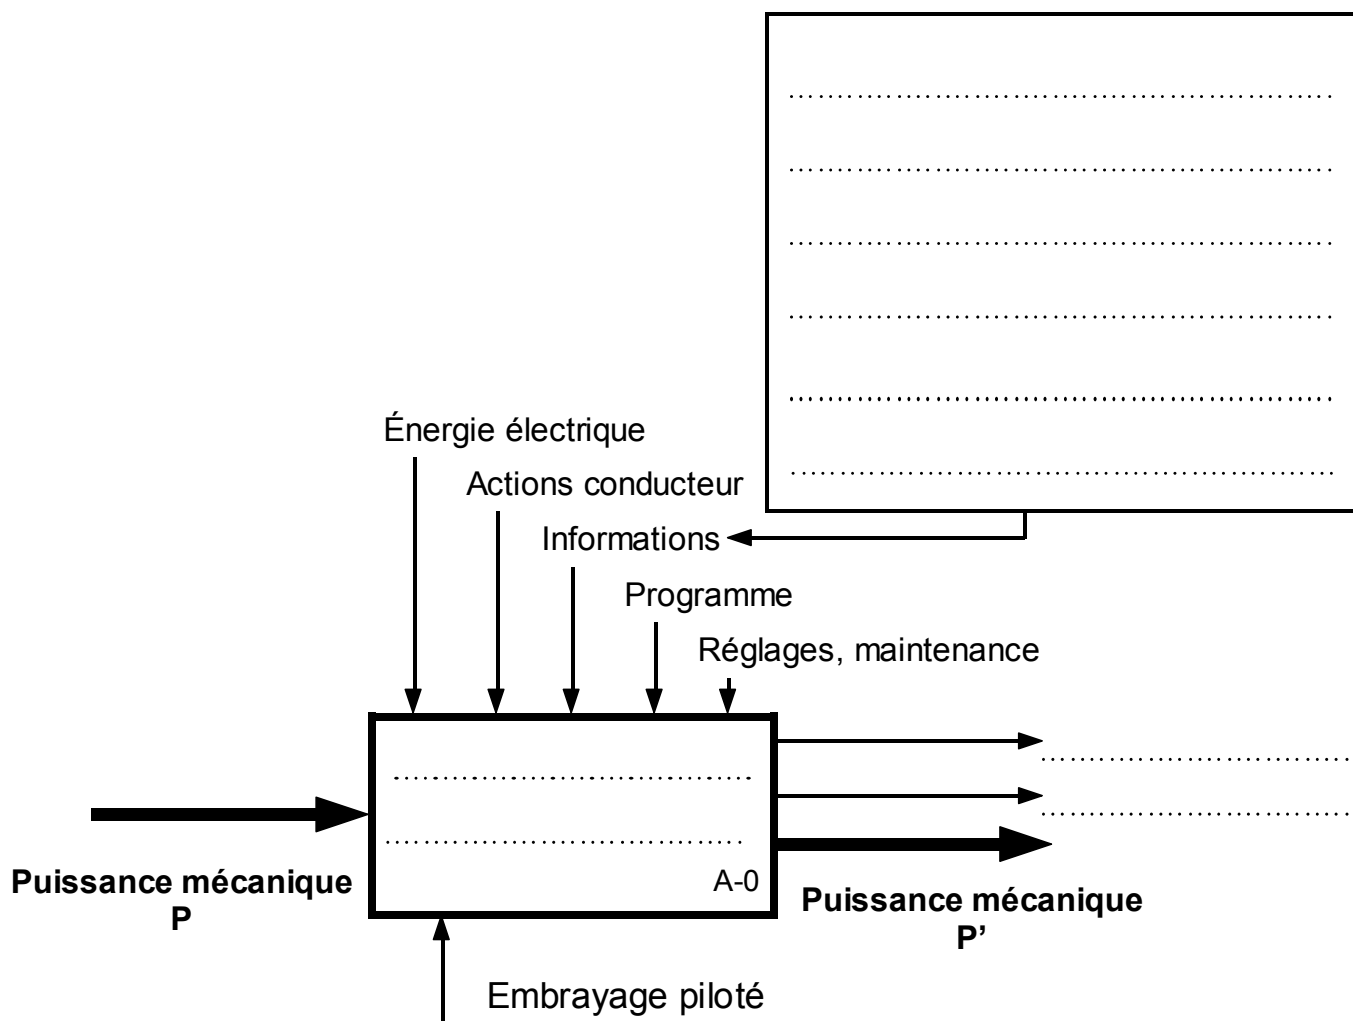 Énergie électrique
Actions conducteur
Informations
Programme
Réglages, maintenance
A-0
Puissance mécanique
P
Puissance mécanique
P’
Embrayage piloté